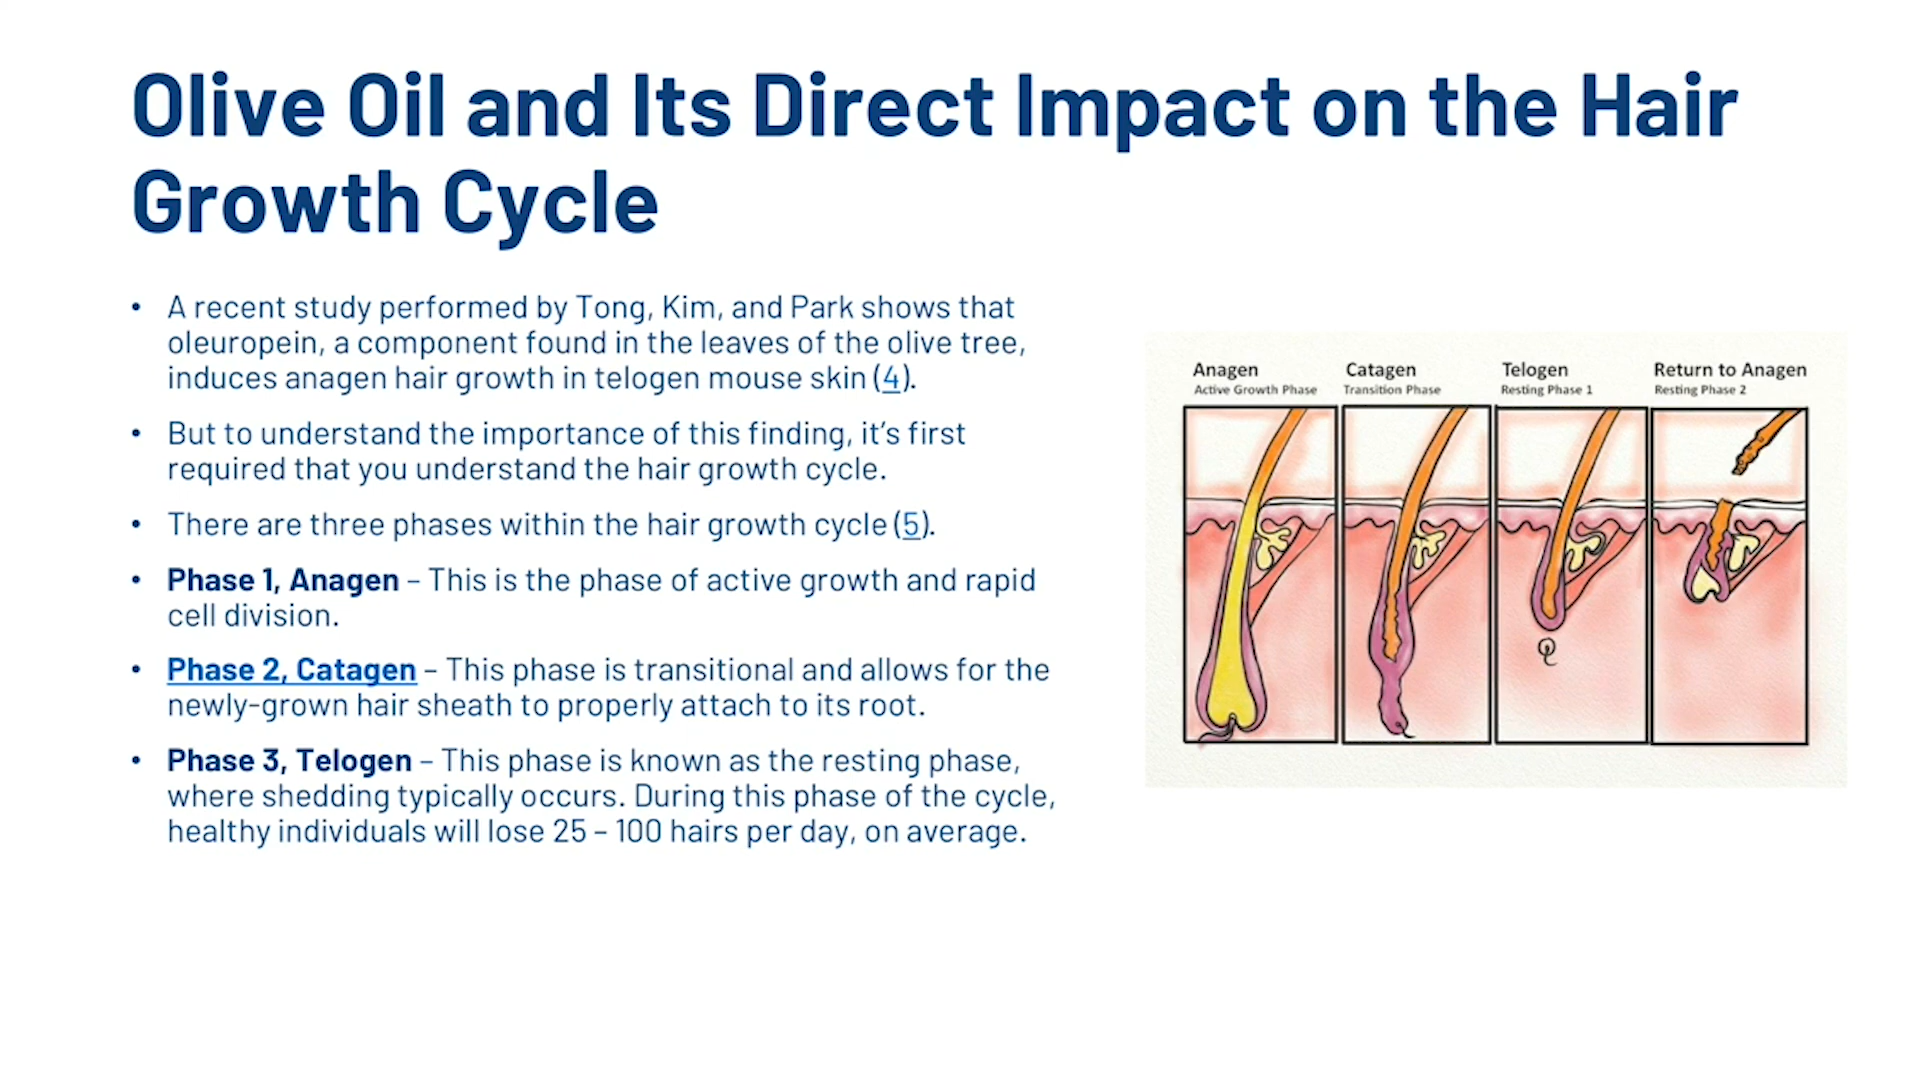 Olive Oil and Its Direct Impact on the Hair
Growth Cycle
• A recent study performed by Tong, Kim, and Park shows that
oleuropein, a component found in the leaves of the olive tree,
induces anagen hair growth in telogen mouse skin (4).
• But to understand the importance of this finding, it’s first
required that you understand the hair growth cycle.
• There are three phases within the hair growth cycle (5).
• Phase 1, Anagen – This is the phase of active growth and rapid
cell division.
• Phase 2, Catagen – This phase is transitional and allows for the
newly-grown hair sheath to properly attach to its root.
• Phase 3, Telogen – This phase is known as the resting phase,
where shedding typically occurs. During this phase of the cycle,
healthy individuals will lose 25 – 100 hairs per day, on average.
Anagen
Active Growth Phase
Catagen
Transition Phase
Telogen
Resting Phase 1
Return to Anagen
Resting Phase 2